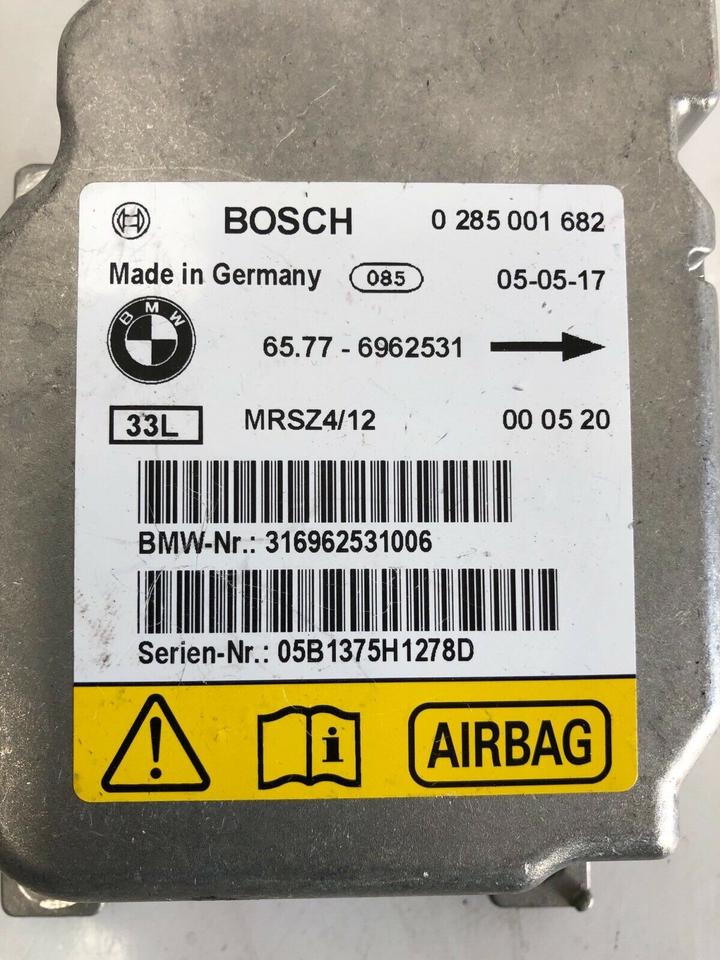 BOSCH 0 285 001 682
Made in Germany 085 05-05-17
BMW 65.77 - 6962531
33L MRSZ4/12 00 05 20
BMW-Nr.: 316962531006
Serien-Nr.: 05B1375H1278D
i AIRBAG